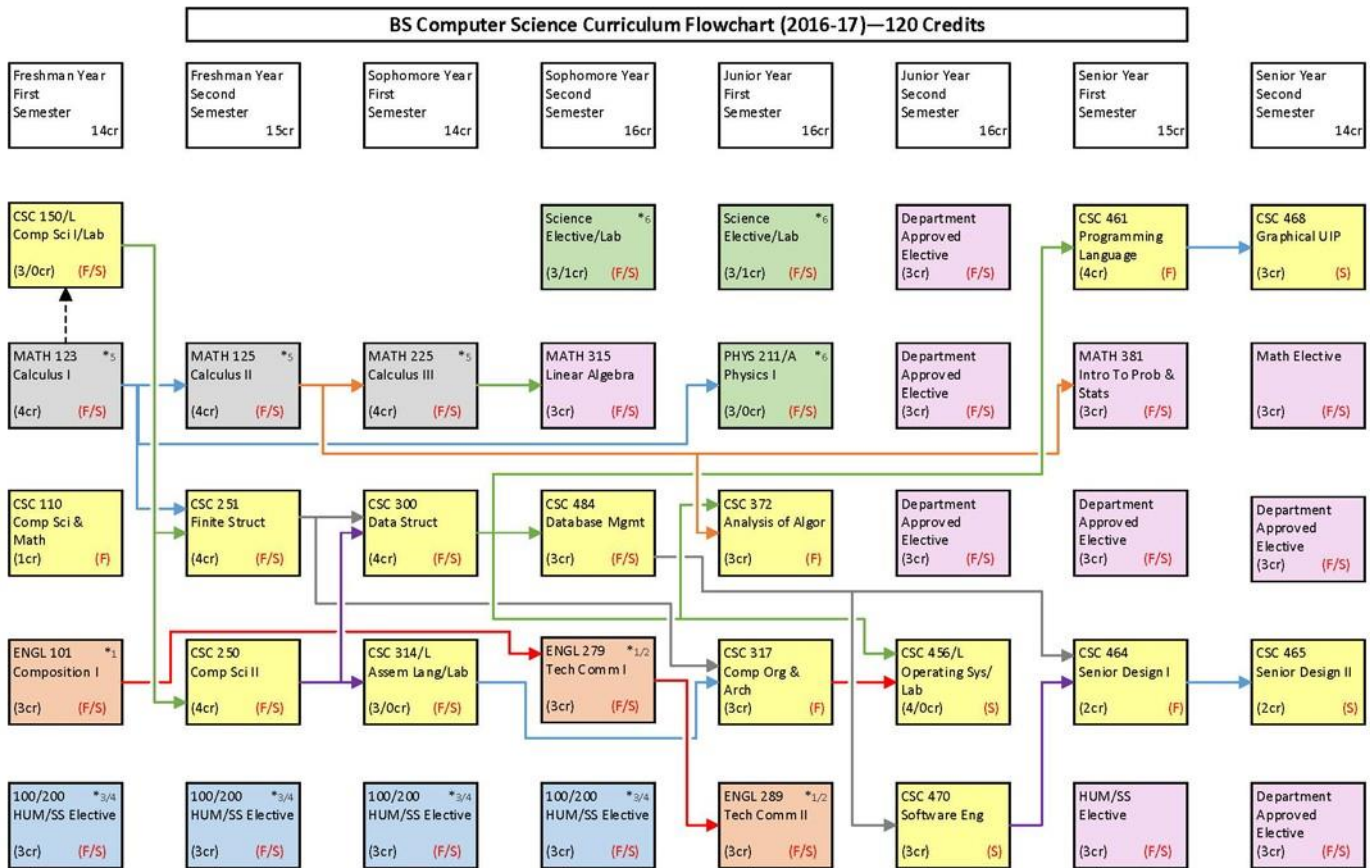 BS Computer Science Curriculum Flowchart (2016-17)—120 Credits
Freshman Year
First
Semester
14cr
Freshman Year
Second
Semester
15cr
Sophomore Year
First
Semester
14cr
Sophomore Year
Second
Semester
16cr
Junior Year
First
Semester
16cr
Junior Year
Second
Semester
16cr
Senior Year
First
Semester
15cr
Senior Year
Second
Semester
14cr
CSC 150/L
Comp Sci I/Lab
(3/0cr) (F/S)
Science *6
Elective/Lab
(3/1cr) (F/S)
Science *6
Elective/Lab
(3/1cr) (F/S)
Department
Approved
Elective
(3cr) (F/S)
CSC 461
Programming
Language
(4cr) (F)
CSC 468
Graphical UIP
(3cr) (S)
MATH 123 *5
Calculus I
(4cr) (F/S)
MATH 125 *5
Calculus II
(4cr) (F/S)
MATH 225 *5
Calculus III
(4cr) (F/S)
MATH 315
Linear Algebra
(3cr) (F/S)
PHYS 211/A *6
Physics I
(3/0cr) (F/S)
Department
Approved
Elective
(3cr) (F/S)
MATH 381
Intro To Prob &
Stats
(3cr) (F/S)
Math Elective
(3cr) (F/S)
CSC 110
Comp Sci &
Math
(1cr) (F)
CSC 251
Finite Struct
(4cr) (F/S)
CSC 300
Data Struct
(4cr) (F/S)
CSC 484
Database Mgmt
(3cr) (F/S)
CSC 372
Analysis of Algor
(3cr) (F)
Department
Approved
Elective
(3cr) (F/S)
Department
Approved
Elective
(3cr) (F/S)
Department
Approved
Elective
(3cr) (F/S)
ENGL 101 *1
Composition I
(3cr) (F/S)
CSC 250
Comp Sci II
(4cr) (F/S)
CSC 314/L
Assem Lang/Lab
(3/0cr) (F/S)
ENGL 279 *1/2
Tech Comm I
(3cr) (F/S)
CSC 317
Comp Org &
Arch
(3cr) (F)
CSC 456/L
Operating Sys/
Lab
(4/0cr) (S)
CSC 464
Senior Design I
(2cr) (F)
CSC 465
Senior Design II
(2cr) (S)
100/200 *3/4
HUM/SS Elective
(3cr) (F/S)
100/200 *3/4
HUM/SS Elective
(3cr) (F/S)
100/200 *3/4
HUM/SS Elective
(3cr) (F/S)
100/200 *3/4
HUM/SS Elective
(3cr) (F/S)
ENGL 289 *1/2
Tech Comm II
(3cr) (F/S)
CSC 470
Software Eng
(3cr) (S)
HUM/SS
Elective
(3cr) (F/S)
Department
Approved
Elective
(3cr) (F/S)